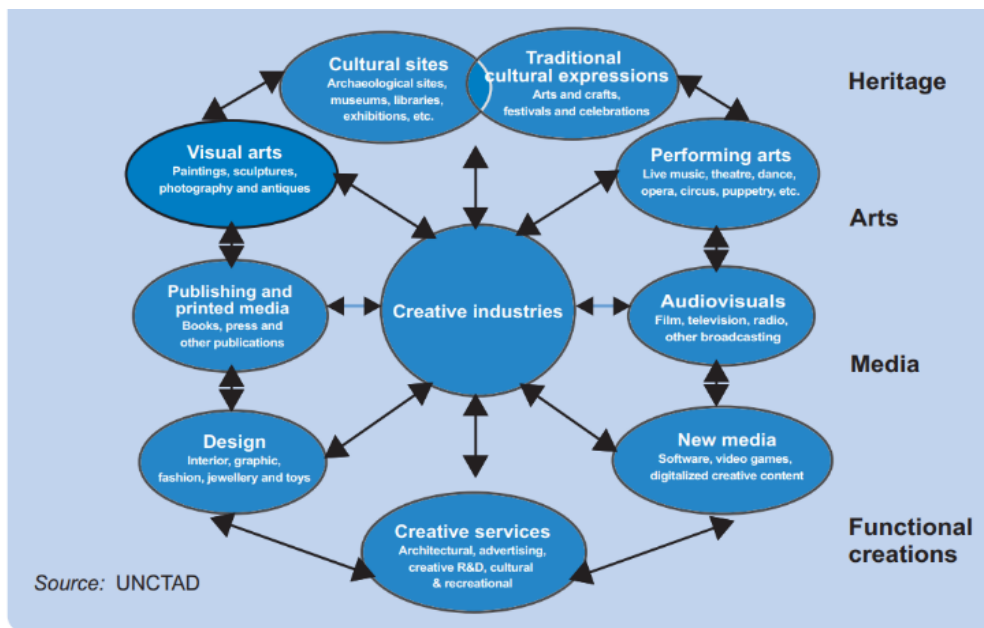 Cultural sites
Archaeological sites,
museums, libraries,
exhibitions, etc.
Traditional
cultural expressions
Arts and crafts,
festivals and celebrations
Heritage
Visual arts
Paintings, sculptures,
photography and antiques
Performing arts
Live music, theatre, dance,
opera, circus, puppetry, etc.
Arts
Publishing and
printed media
Books, press and
other publications
Creative industries
Audiovisuals
Film, television, radio,
other broadcasting
Media
Design
Interior, graphic,
fashion, jewellery and toys
New media
Software, video games,
digitalized creative content
Creative services
Architectural, advertising,
creative R&D, cultural
& recreational
Functional
creations
Source: UNCTAD